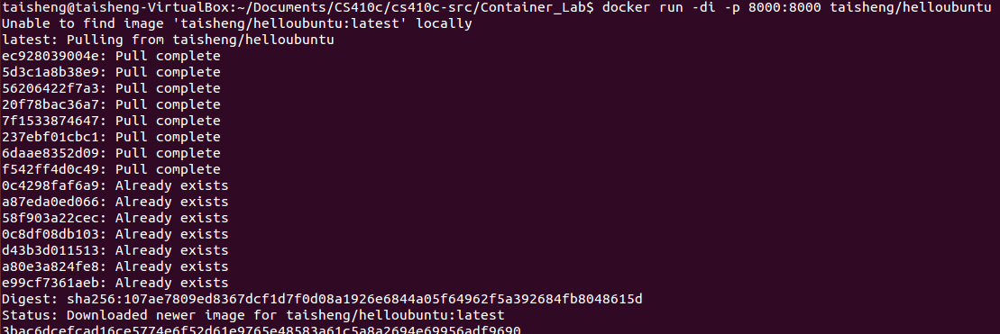 taisheng@taisheng-VirtualBox:~/Documents/CS410c/cs410c-src/Container_Lab$ docker run -di -p 8000:8000 taisheng/helloubuntu
Unable to find image 'taisheng/helloubuntu:latest' locally
latest: Pulling from taisheng/helloubuntu
ec928039004e: Pull complete
5d3c1a8b38e9: Pull complete
56206422f7a3: Pull complete
20f78bac36a7: Pull complete
7f1533874647: Pull complete
237ebf01cbc1: Pull complete
6daae8352d09: Pull complete
f542ff4d0c49: Pull complete
0c4298faf6a9: Already exists
a87eda0ed066: Already exists
58f903a22cec: Already exists
0c8df08db103: Already exists
d43b3d011513: Already exists
a80e3a824fe8: Already exists
e99cf7361aeb: Already exists
Digest: sha256:107ae7809ed8367dcf1d7f0d08a1926e6844a05f64962f5a392684fb8048615d
Status: Downloaded newer image for taisheng/helloubuntu:latest
3bac6dcefcad16ce5774e6f52d61e9765e48583a61c5a8a2694e69956adf9690